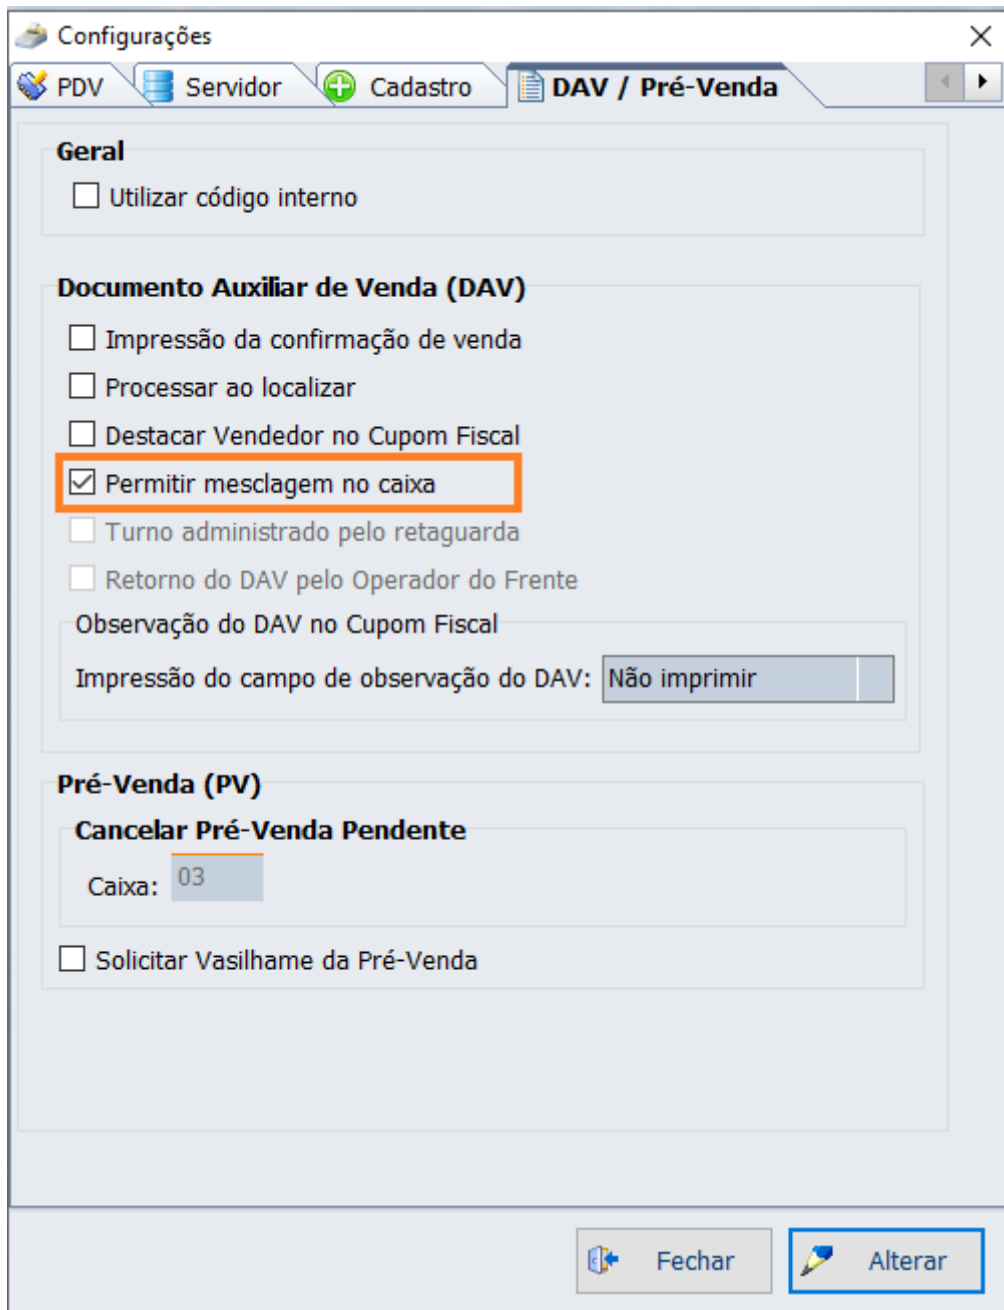 Configurações
PDV Servidor Cadastro DAV / Pré-Venda
Geral
Utilizar código interno
Documento Auxiliar de Venda (DAV)
Impressão da confirmação de venda
Processar ao localizar
Destacar Vendedor no Cupom Fiscal
Permitir mesclagem no caixa
Turno administrado pelo retaguarda
Retorno do DAV pelo Operador do Frente
Observação do DAV no Cupom Fiscal
Impressão do campo de observação do DAV: Não imprimir
Pré-Venda (PV)
Cancelar Pré-Venda Pendente
Caixa: 03
Solicitar Vasilhame da Pré-Venda
Fechar Alterar